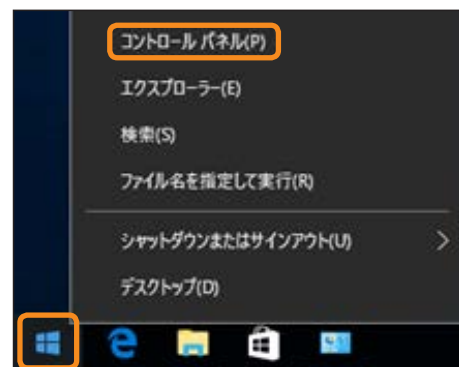 コントロール パネル(P)
エクスプローラー(E)
検索(S)
ファイル名を指定して実行(R)
シャットダウンまたはサインアウト(U)
デスクトップ(D)